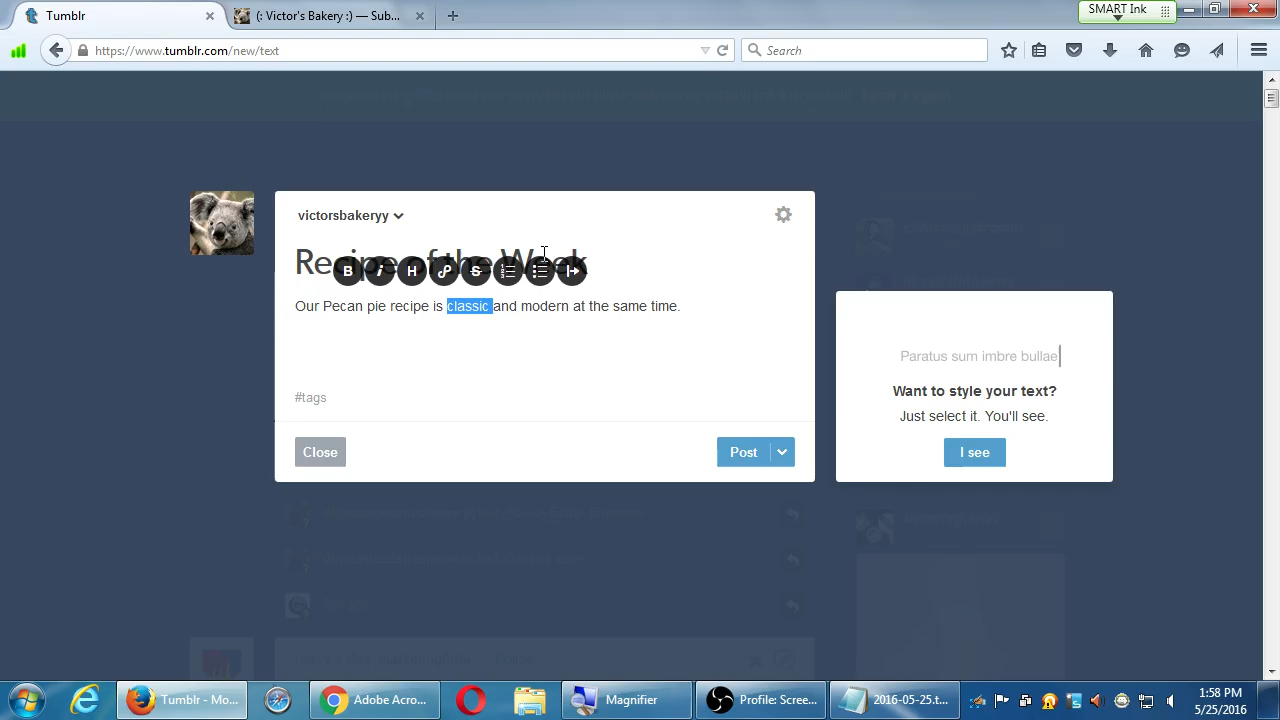 Tumblr
(: Victor's Bakery :) — Sub...
SMART Ink
https://www.tumblr.com/new/text
Search
victorsbakeryy
Recipe of the Week
B i H S
Our Pecan pie recipe is classic and modern at the same time.
#tags
Close
Post
Paratus sum imbre bullae
Want to style your text?
Just select it. You'll see.
I see
Tumblr - Mo...
Adobe Acro...
Magnifier
Profile: Scree...
2016-05-25.t...
1:58 PM
5/25/2016